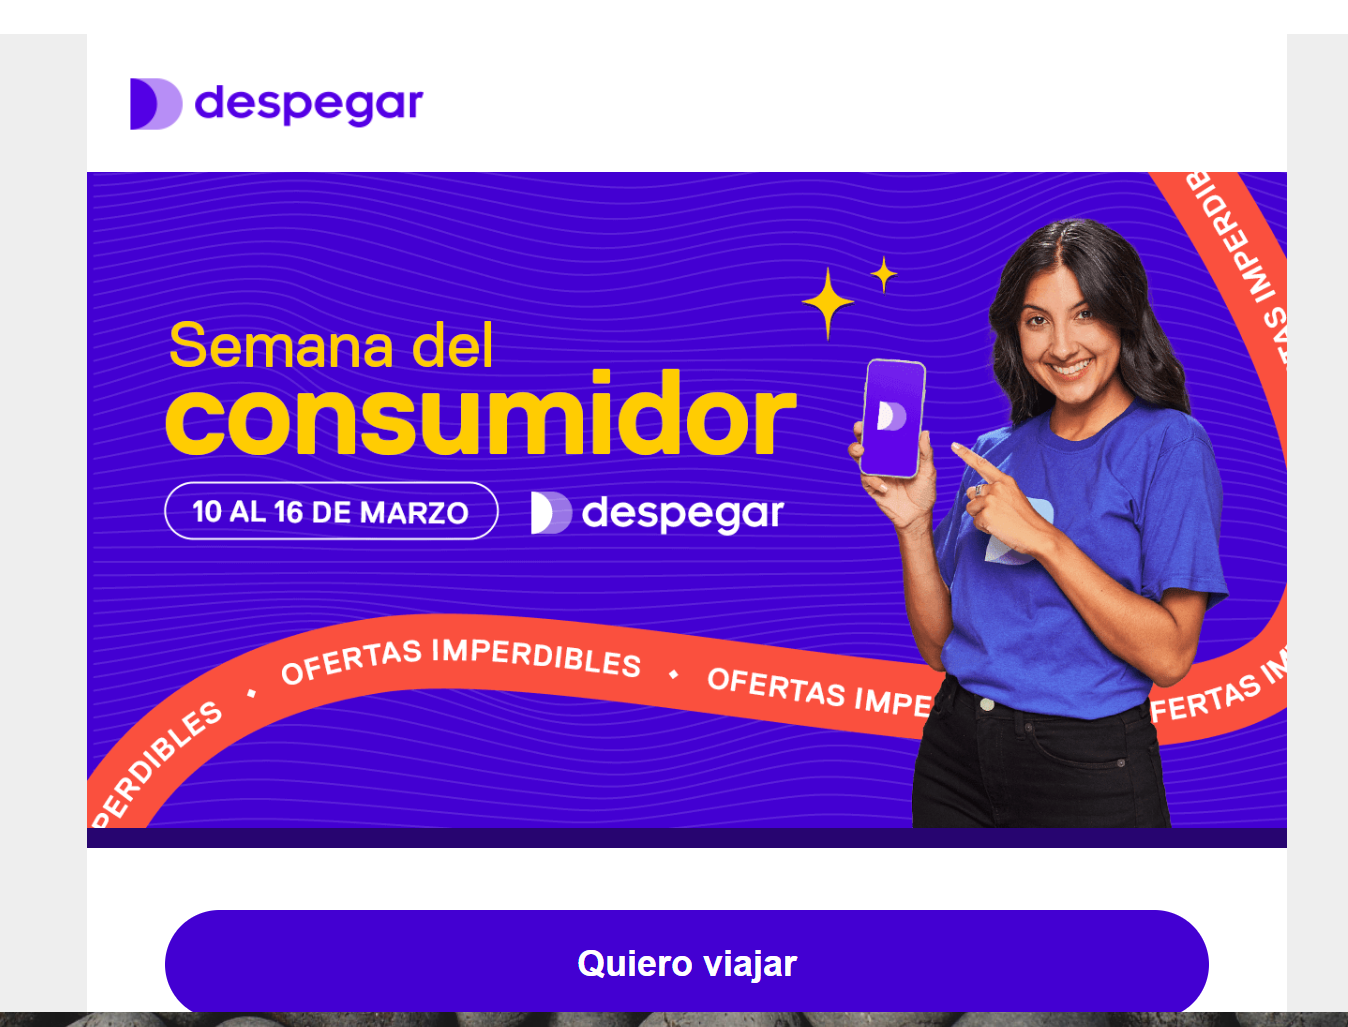 despegar
Semana del
consumidor
10 AL 16 DE MARZO
despegar
PERDIBLES • OFERTAS IMPERDIBLES • OFERTAS IMPE
FERTAS IM
TAS IMPERDIB
Quiero viajar